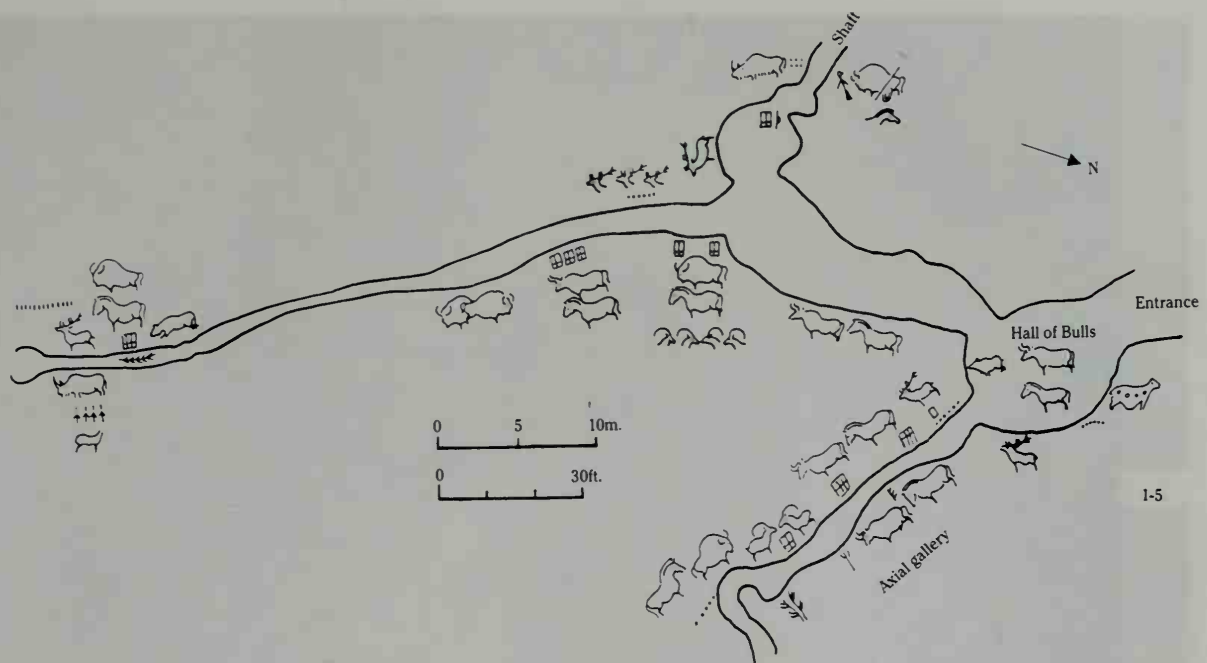 Shaft
N
Entrance
Hall of Bulls
0 5 10m.
0 30ft.
1-5
Axial gallery